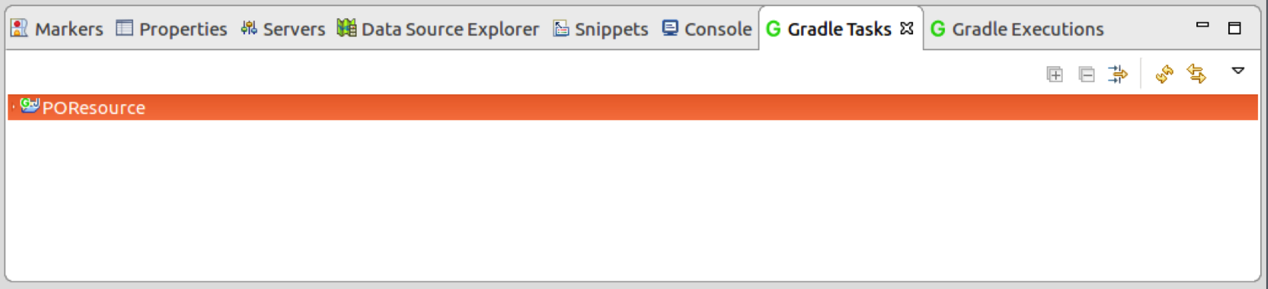 Markers Properties Servers Data Source Explorer Snippets Console Gradle Tasks Gradle Executions
POResource